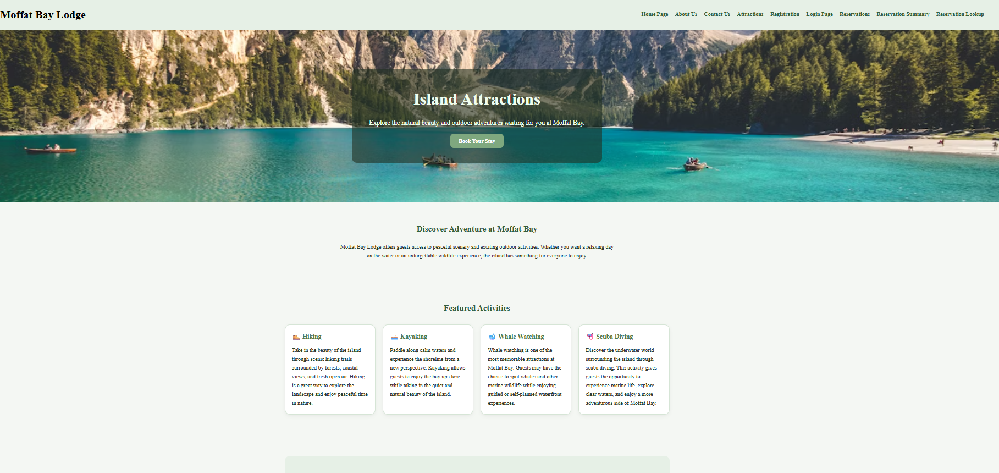 Moffat Bay Lodge
Home Page About Us Contact Us Attractions Registration Login Page Reservations Reservation Summary Reservation Lookup
Island Attractions
Explore the natural beauty and outdoor adventures waiting for you at Moffat Bay.
Book Your Stay
Discover Adventure at Moffat Bay
Moffat Bay Lodge offers guests access to peaceful scenery and exciting outdoor activities. Whether you want a relaxing day
on the water or an unforgettable wildlife experience, the island has something for everyone to enjoy.
Featured Activities
Hiking
Take in the beauty of the island
through scenic hiking trails
surrounded by forests, coastal
views, and fresh open air. Hiking
is a great way to explore the
landscape and enjoy peaceful time
in nature.
Kayaking
Paddle along calm waters and
experience the shoreline from a
new perspective. Kayaking allows
guests to enjoy the bay up close
while taking in the quiet and
natural beauty of the island.
Whale Watching
Whale watching is one of the
most memorable attractions at
Moffat Bay. Guests may have the
chance to spot whales and other
marine wildlife while enjoying
guided or self-planned waterfront
experiences.
Scuba Diving
Discover the underwater world
surrounding the island through
scuba diving. This activity gives
guests the opportunity to
experience marine life, explore
clear waters, and enjoy a more
adventurous side of Moffat Bay.